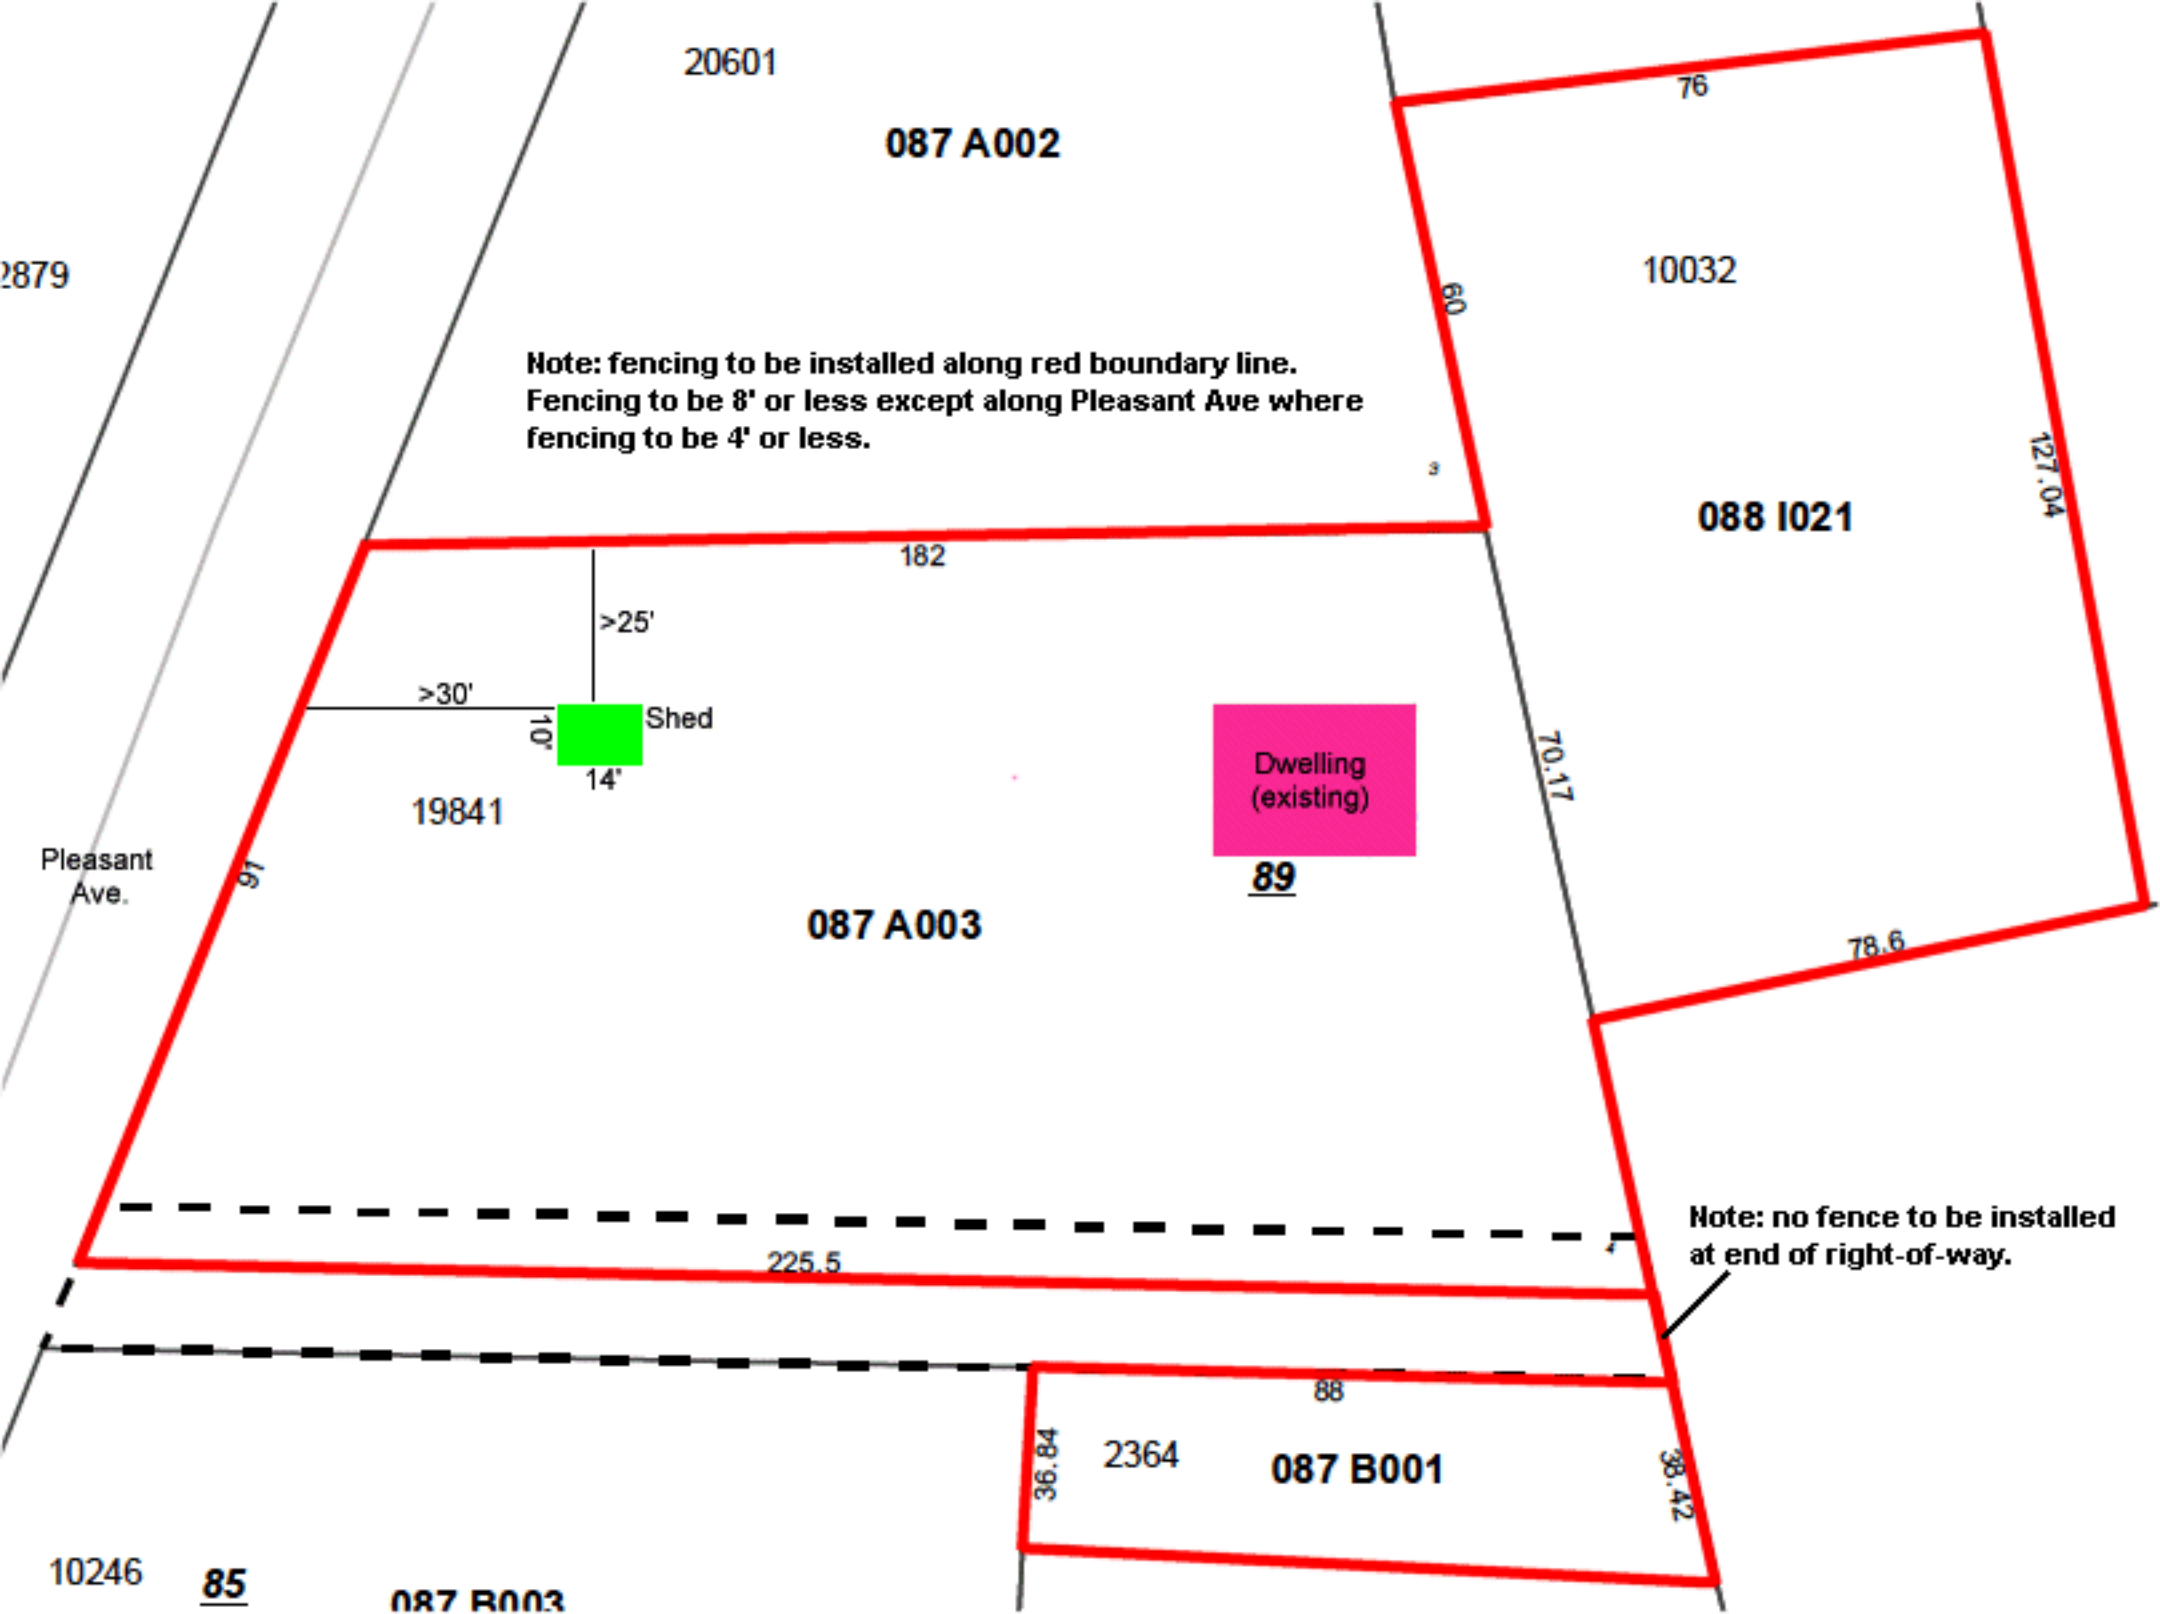 20601
76
087 A002
2879
10032
60
Note: fencing to be installed along red boundary line.
Fencing to be 8' or less except along Pleasant Ave where
fencing to be 4' or less.
3
127.04
088 I021
182
>25'
>30'
10'
Shed
14'
70.17
Dwelling
(existing)
19841
Pleasant
Ave.
91
89
087 A003
78.6
Note: no fence to be installed
at end of right-of-way.
4
225.5
88
36.84
2364
087 B001
38.42
10246
85
087 B003